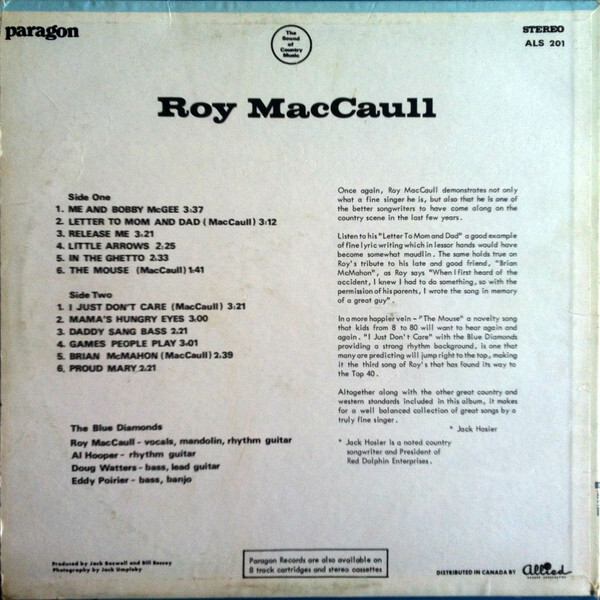 paragon
The
Sound
of
Country
Music
STEREO
ALS 201
Roy MacCaull
Side One
1. ME AND BOBBY McGEE 3:37
2. LETTER TO MOM AND DAD (MacCaull) 3:12
3. RELEASE ME 3:21
4. LITTLE ARROWS 2:25
5. IN THE GHETTO 2:33
6. THE MOUSE (MacCaull) 1:41
Side Two
1. I JUST DON'T CARE (MacCaull) 3:21
2. MAMA'S HUNGRY EYES 3:00
3. DADDY SANG BASS 2:21
4. GAMES PEOPLE PLAY 3:01
5. BRIAN McMAHON (MacCaull) 2:39
6. PROUD MARY 2:21
The Blue Diamonds
Roy MacCaull - vocals, mandolin, rhythm guitar
Al Hooper - rhythm guitar
Doug Watters - bass, lead guitar
Eddy Poirier - bass, banjo
Once again, Roy MacCaull demonstrates not only
what a fine singer he is, but also that he is one of
the better songwriters to have come along on the
country scene in the last few years.
Listen to his "Letter To Mom and Dad" a good example
of fine lyric writing which in lessor hands would have
become somewhat maudlin. The same holds true on
Roy's tribute to his late and good friend, "Brian
McMahon", as Roy says "When I first heard of the
accident, I knew I had to do something, so with the
permission of his parents, I wrote the song in memory
of a great guy".
In a more happier vein - "The Mouse" a novelty song
that kids from 8 to 80 will want to hear again and
again. "I Just Don't Care" with the Blue Diamonds
providing a strong rhythm background, is one that
many are predicting will jump right to the top, making
it the third song of Roy's that has found its way to
the Top 40.
Altogether along with the other great country and
western standards included in this album, it makes
for a well balanced collection of great songs by a
truly fine singer.
* Jack Hosier
* Jack Hosier is a noted country
songwriter and President of
Red Dolphin Enterprises.
Produced by Jack Boswell and Bill Bessey
Photography by Jack Umpleby
Paragon Records are also available on
8 track cartridges and stereo cassettes
DISTRIBUTED IN CANADA BY Allied